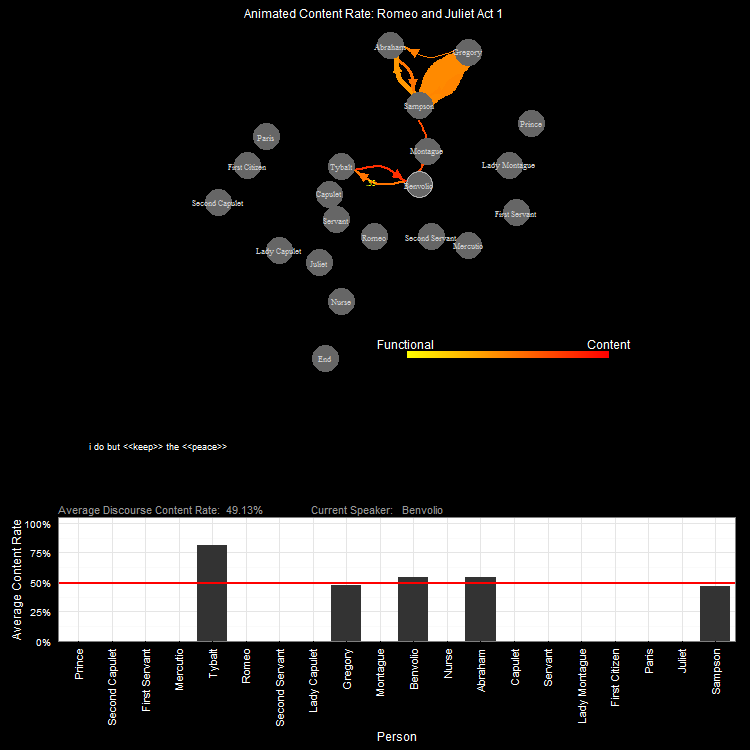 Animated Content Rate: Romeo and Juliet Act 1
Abraham
Gregory
Sampson
Prince
Paris
Montague
First Citizen
Tybalt
Lady Montague
Benvolio
Capulet
Second Capulet
First Servant
Servant
Romeo
Second Servant
Mercutio
Lady Capulet
Juliet
Nurse
Functional
Content
End
i do but <<keep>> the <<peace>>
Average Discourse Content Rate: 49.13%
Current Speaker: Benvolio
Average Content Rate
100%
75%
50%
25%
0%
Prince
Second Capulet
First Servant
Mercutio
Tybalt
Romeo
Second Servant
Lady Capulet
Gregory
Montague
Benvolio
Nurse
Abraham
Capulet
Servant
Lady Montague
First Citizen
Paris
Juliet
Sampson
Person